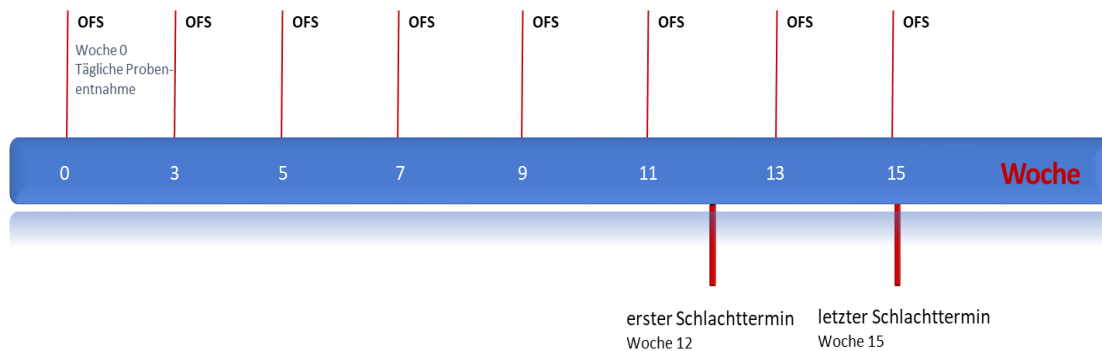 OFS OFS OFS OFS OFS OFS OFS OFS
Woche 0
Tägliche Proben-
entnahme
0 3 5 7 9 11 13 15 Woche
erster Schlachttermin
Woche 12
letzter Schlachttermin
Woche 15